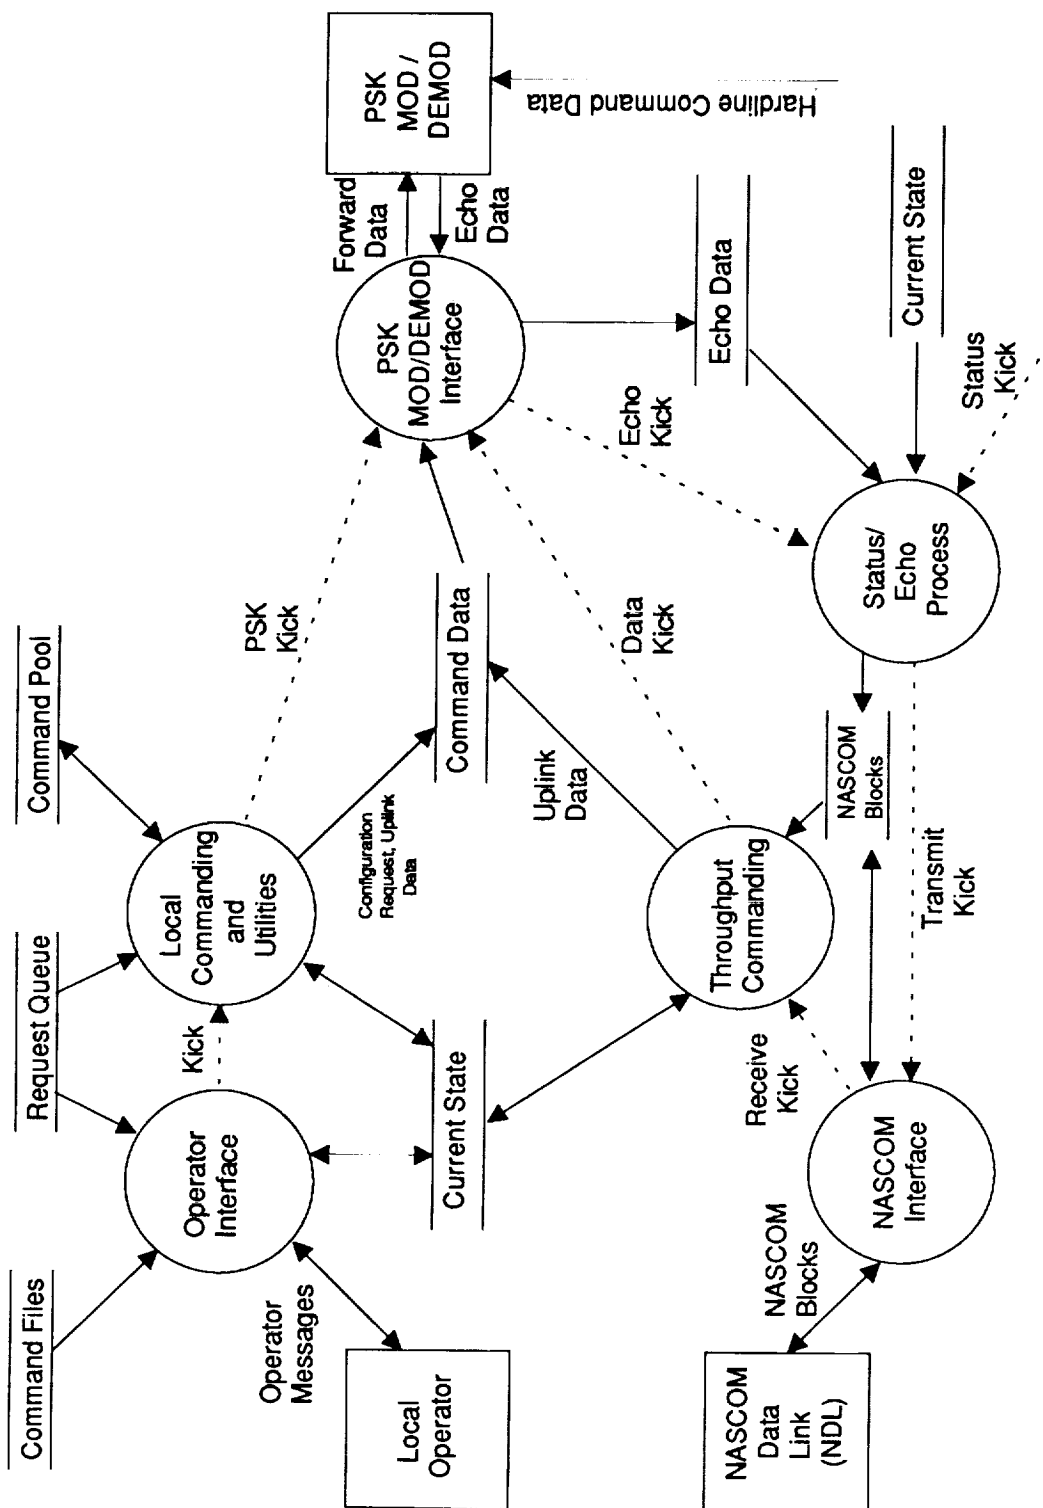 Command Files
Request Queue
Command Pool
Operator
Interface
Kick
Local
Commanding
and
Utilities
PSK
Kick
Operator
Messages
Local
Operator
Configuration
Request, Uplink
Data
Current State
Command Data
PSK
MOD/DEMOD
Interface
Forward
Data
Echo
Data
PSK
MOD /
DEMOD
Hardline Command Data
Uplink
Data
Data
Kick
Echo
Kick
Echo Data
Throughput
Commanding
Receive
Kick
NASCOM
Data
Link
(NDL)
NASCOM
Blocks
NASCOM
Interface
NASCOM
Blocks
Transmit
Kick
Status/
Echo
Process
Current State
Status
Kick